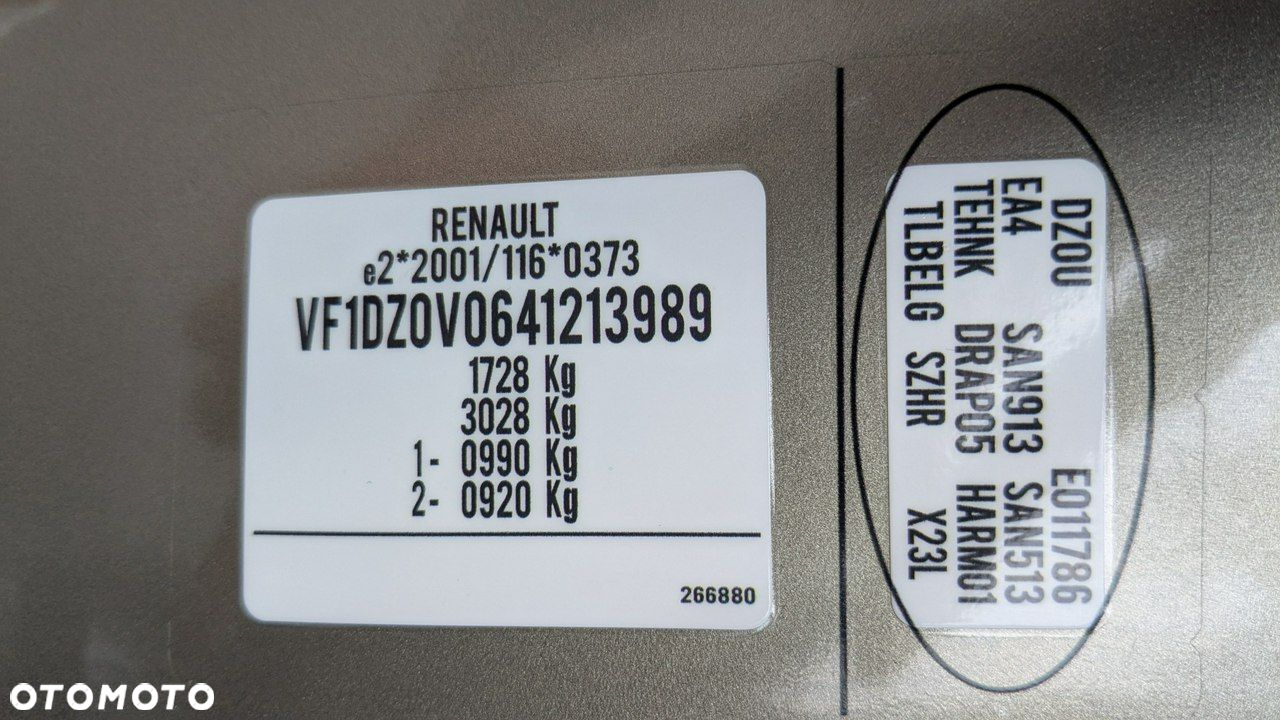 RENAULT
e2*2001/116*0373
VF1DZ0V0641213989
1728 Kg
3028 Kg
1- 0990 Kg
2- 0920 Kg
266880
DZ0U E011786
EA4 SAN913 SAN513
TEHNK DRAP05 HARM01
TLBELG SZHR X23L
OTOMOTO